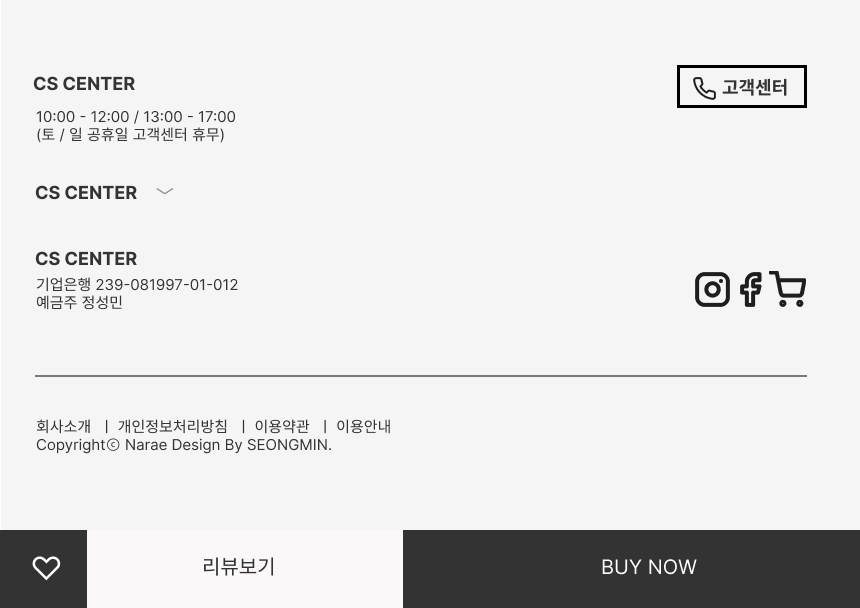 CS CENTER
고객센터
10:00 - 12:00 / 13:00 - 17:00
(토 / 일 공휴일 고객센터 휴무)
CS CENTER
CS CENTER
기업은행 239-081997-01-012
예금주 정성민
회사소개 | 개인정보처리방침 | 이용약관 | 이용안내
Copyrightⓒ Narae Design By SEONGMIN.
리뷰보기
BUY NOW